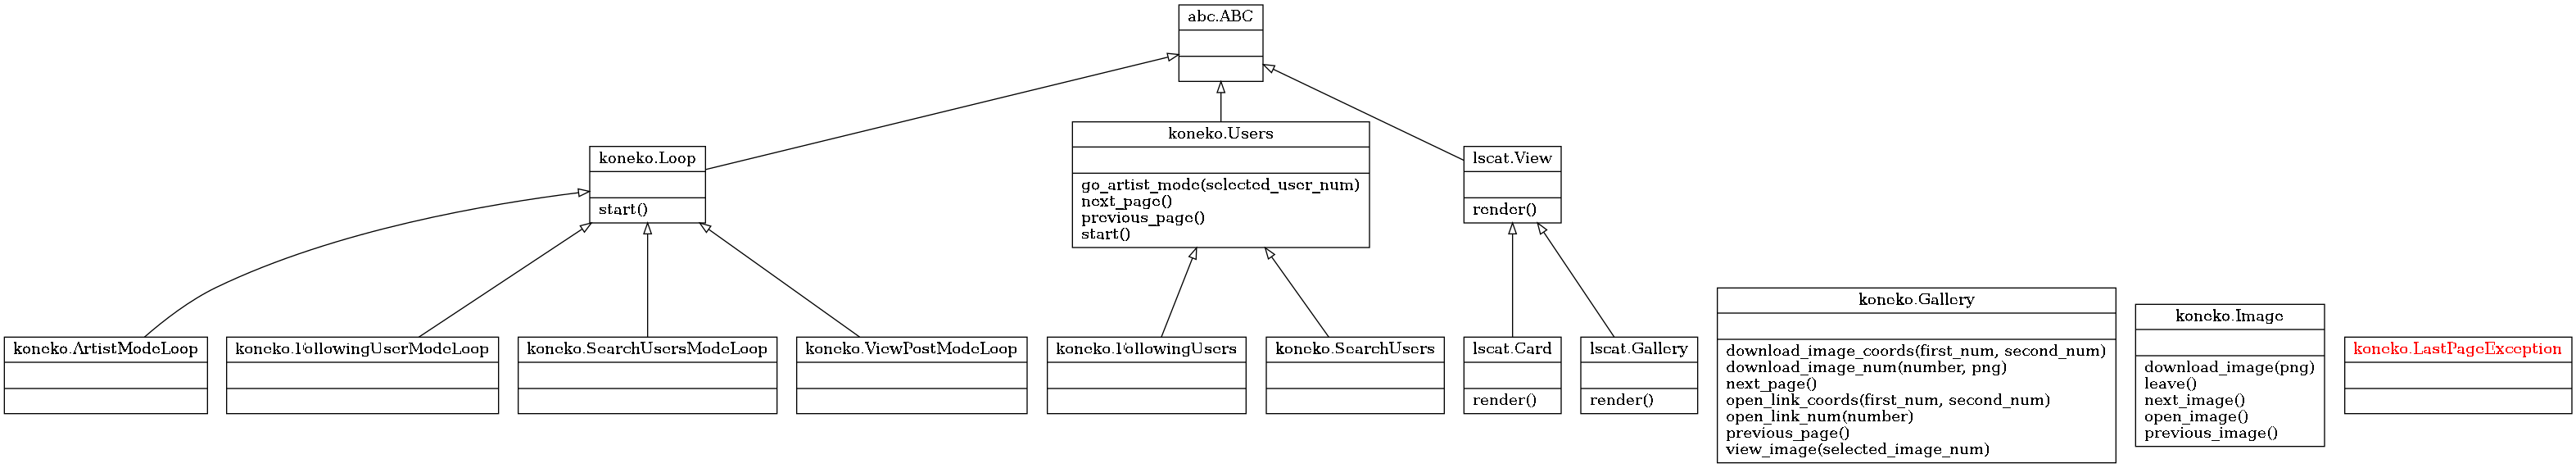 abc.ABC
koneko.Loop
start()
koneko.Users
go_artist_mode(selected_user_num)
next_page()
previous_page()
start()
lscat.View
render()
koneko.ArtistModeLoop
koneko.FollowingUserModeLoop
koneko.SearchUsersModeLoop
koneko.ViewPostModeLoop
koneko.FollowingUsers
koneko.SearchUsers
lscat.Card
render()
lscat.Gallery
render()
koneko.Gallery
download_image_coords(first_num, second_num)
download_image_num(number, png)
next_page()
open_link_coords(first_num, second_num)
open_link_num(number)
previous_page()
view_image(selected_image_num)
koneko.Image
download_image(png)
leave()
next_image()
open_image()
previous_image()
koneko.LastPageException